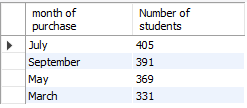 month of purchase Number of students
July 405
September 391
May 369
March 331